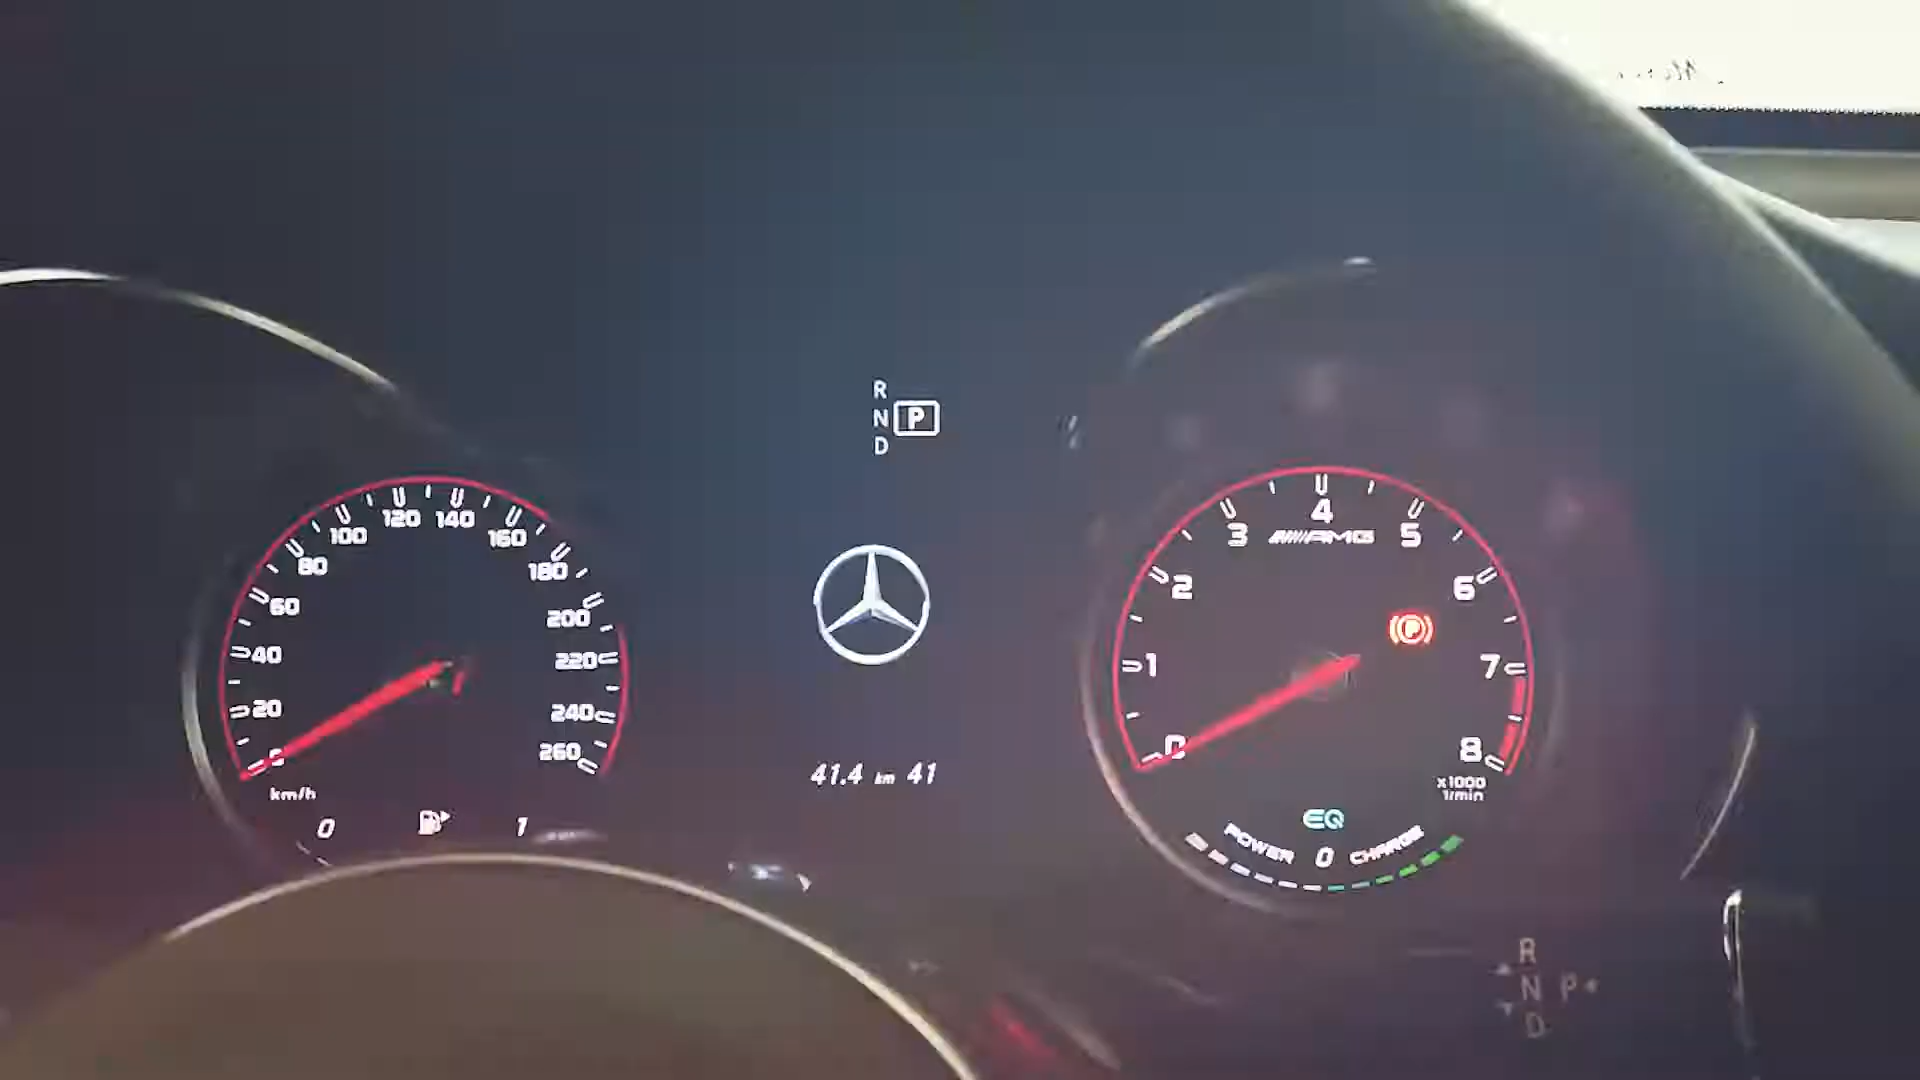 R
N P
D
0 20 40 60 80 100 120 140 160 180 200 220 240 260
km/h
0 1
41.4 km 41
0 1 2 3 4 5 6 7 8
AMG
P
x1000
1/min
EQ
POWER 0 CHARGE
R
N P
D